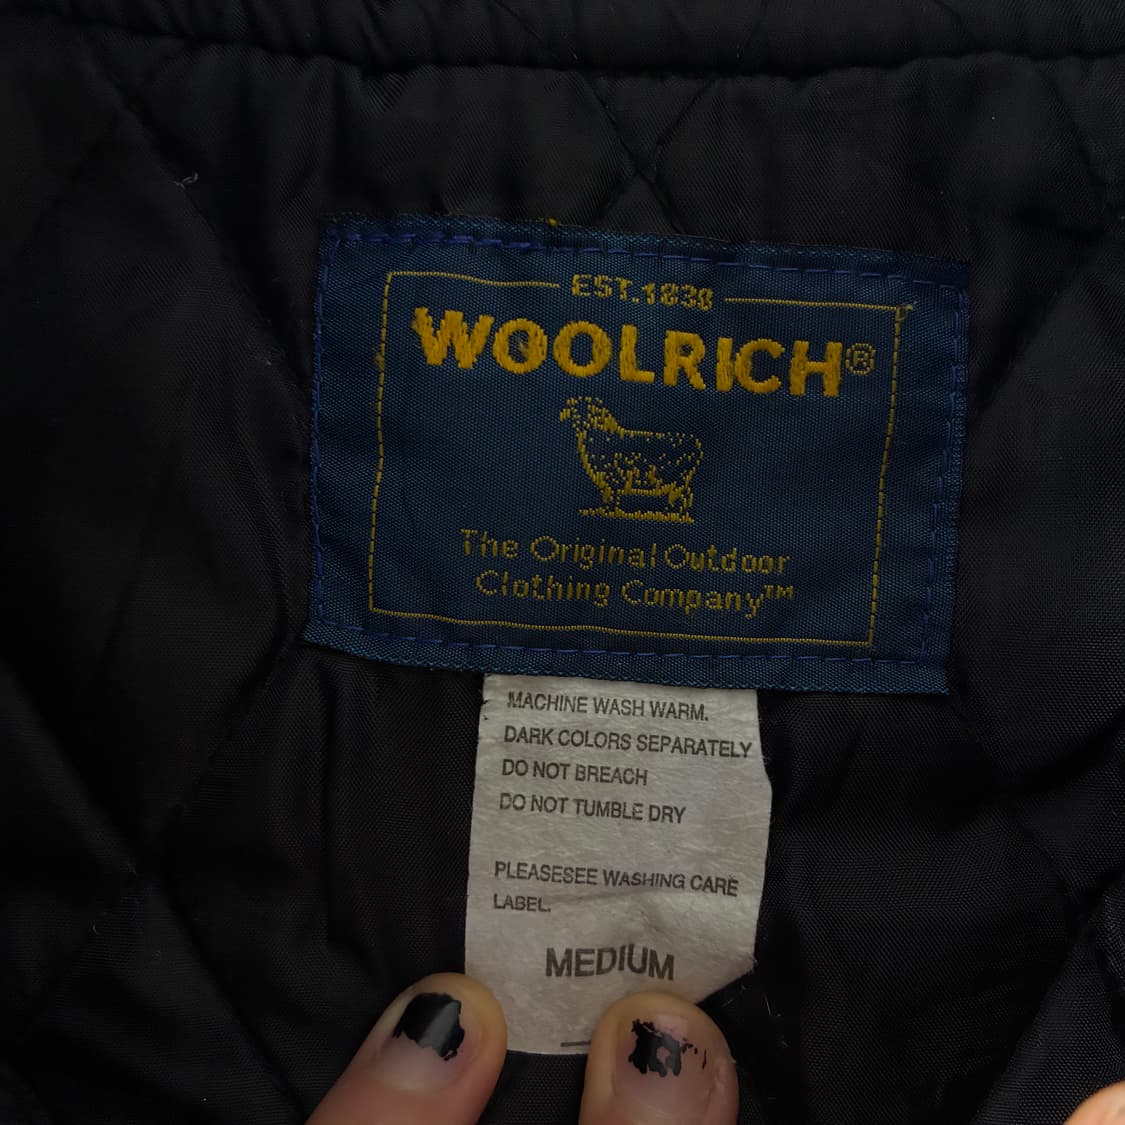 EST.1830
WOOLRICH®
The Original Outdoor
Clothing Company™
MACHINE WASH WARM.
DARK COLORS SEPARATELY
DO NOT BREACH
DO NOT TUMBLE DRY
PLEASESEE WASHING CARE
LABEL.
MEDIUM